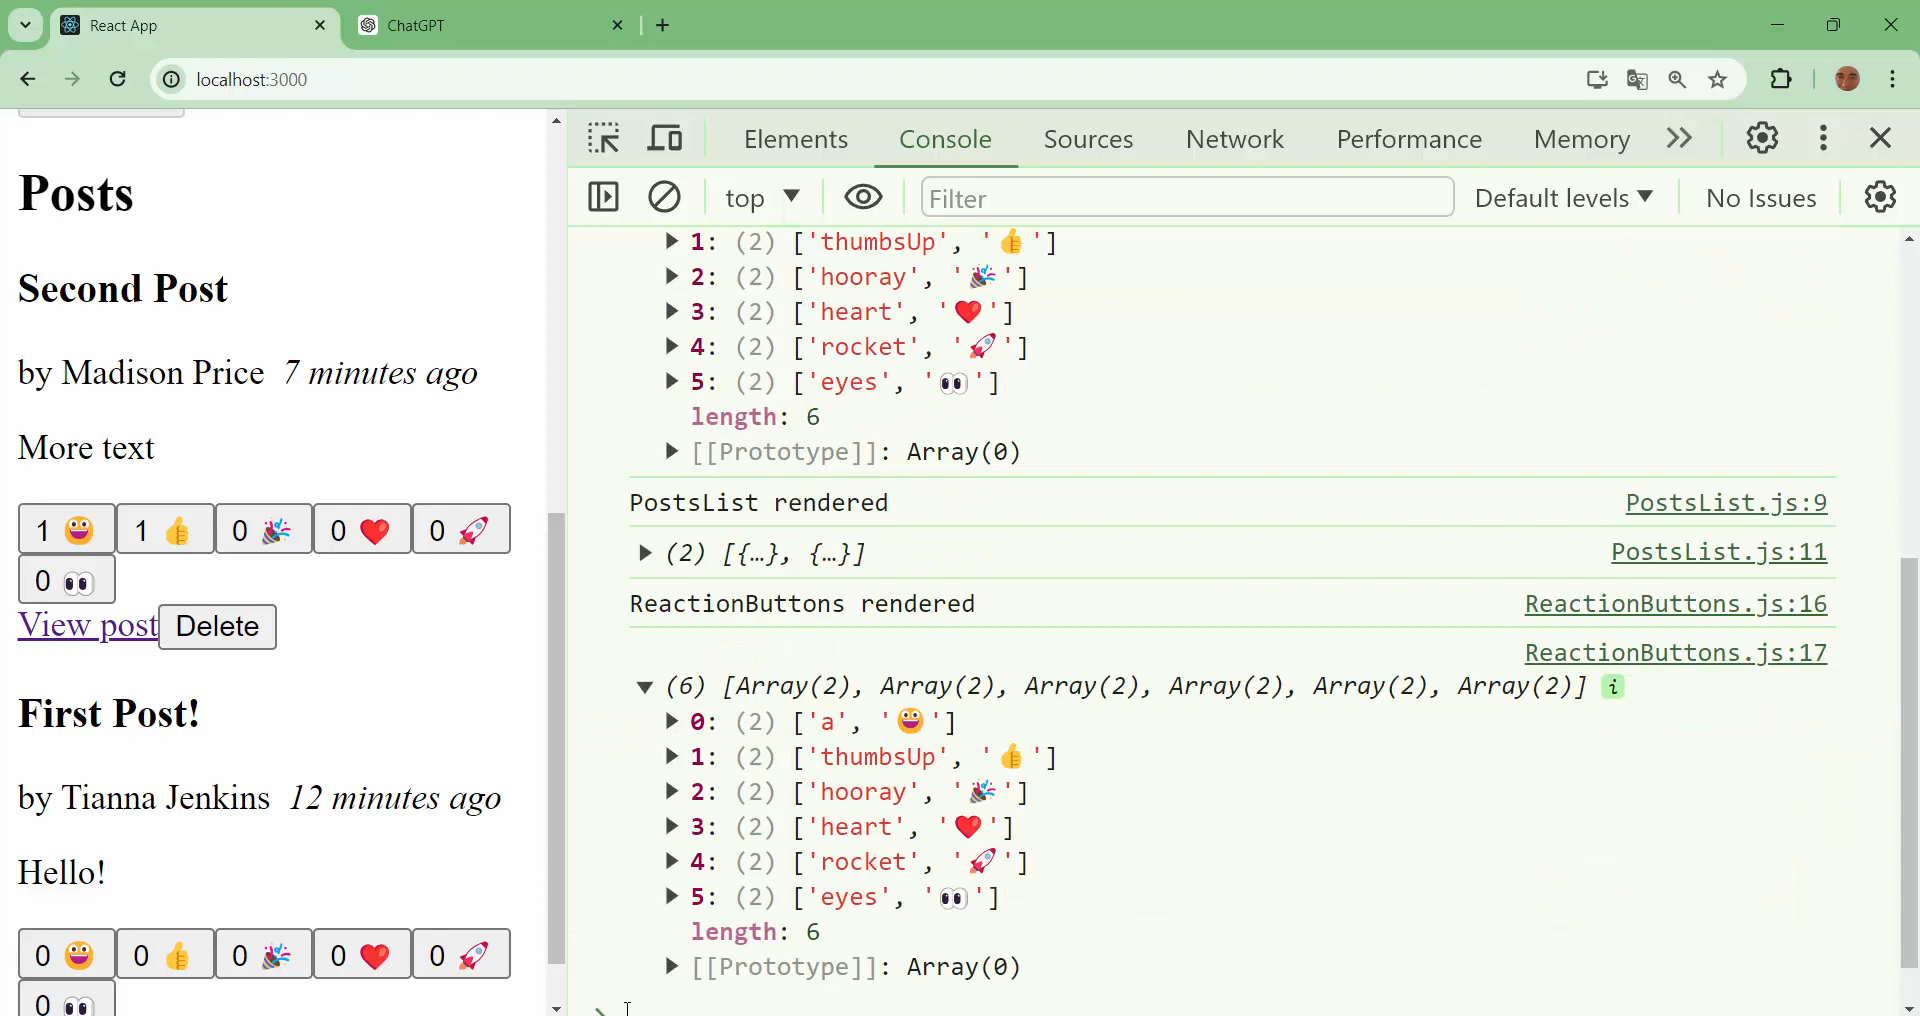 React App
ChatGPT
localhost:3000
Posts
Second Post
by Madison Price 7 minutes ago
More text
1 😃 1 👍 0 🎉 0 ❤️ 0 🚀
0 👀
View post Delete
First Post!
by Tianna Jenkins 12 minutes ago
Hello!
0 😃 0 👍 0 🎉 0 ❤️ 0 🚀
0 👀
Elements Console Sources Network Performance Memory
top Filter Default levels No Issues
1: (2) ['thumbsUp', '👍']
2: (2) ['hooray', '🎉']
3: (2) ['heart', '❤️']
4: (2) ['rocket', '🚀']
5: (2) ['eyes', '👀']
length: 6
[[Prototype]]: Array(0)
PostsList rendered PostsList.js:9
(2) [{…}, {…}] PostsList.js:11
ReactionButtons rendered ReactionButtons.js:16
ReactionButtons.js:17
(6) [Array(2), Array(2), Array(2), Array(2), Array(2), Array(2)] i
0: (2) ['a', '😃']
1: (2) ['thumbsUp', '👍']
2: (2) ['hooray', '🎉']
3: (2) ['heart', '❤️']
4: (2) ['rocket', '🚀']
5: (2) ['eyes', '👀']
length: 6
[[Prototype]]: Array(0)